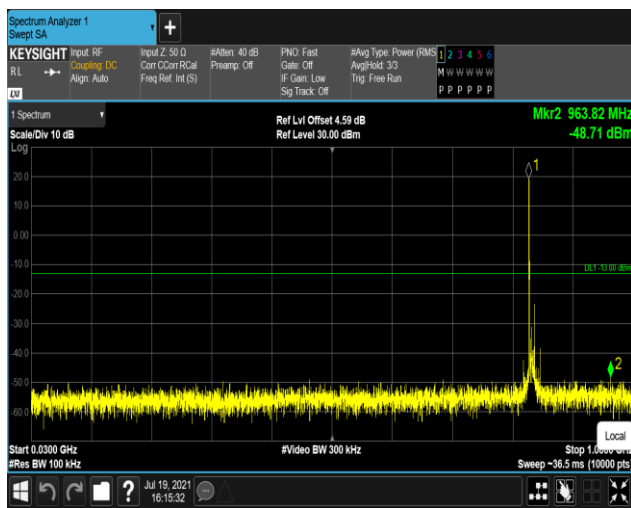 Spectrum Analyzer 1
Swept SA
KEYSIGHT
RL
LXI
Input: RF
Coupling: DC
Align: Auto
Input Z: 50 Ω
Corr CCorr RCal
Freq Ref: Int (S)
#Atten: 40 dB
Preamp: Off
PNO: Fast
Gate: Off
IF Gain: Low
Sig Track: Off
#Avg Type: Power (RMS
Avg|Hold: 3/3
Trig: Free Run
1 2 3 4 5 6
M W W W W W
P P P P P P
1 Spectrum
Scale/Div 10 dB
Log
Ref Lvl Offset 4.59 dB
Ref Level 30.00 dBm
Mkr2 963.82 MHz
-48.71 dBm
1
20.0
10.0
0.00
-10.0
DL1 -13.00 dBm
-20.0
-30.0
-40.0
2
-50.0
-60.0
Local
Start 0.0300 GHz
#Res BW 100 kHz
#Video BW 300 kHz
Stop 1.0000 GHz
Sweep ~36.5 ms (10000 pts)
?
Jul 19, 2021
16:15:32